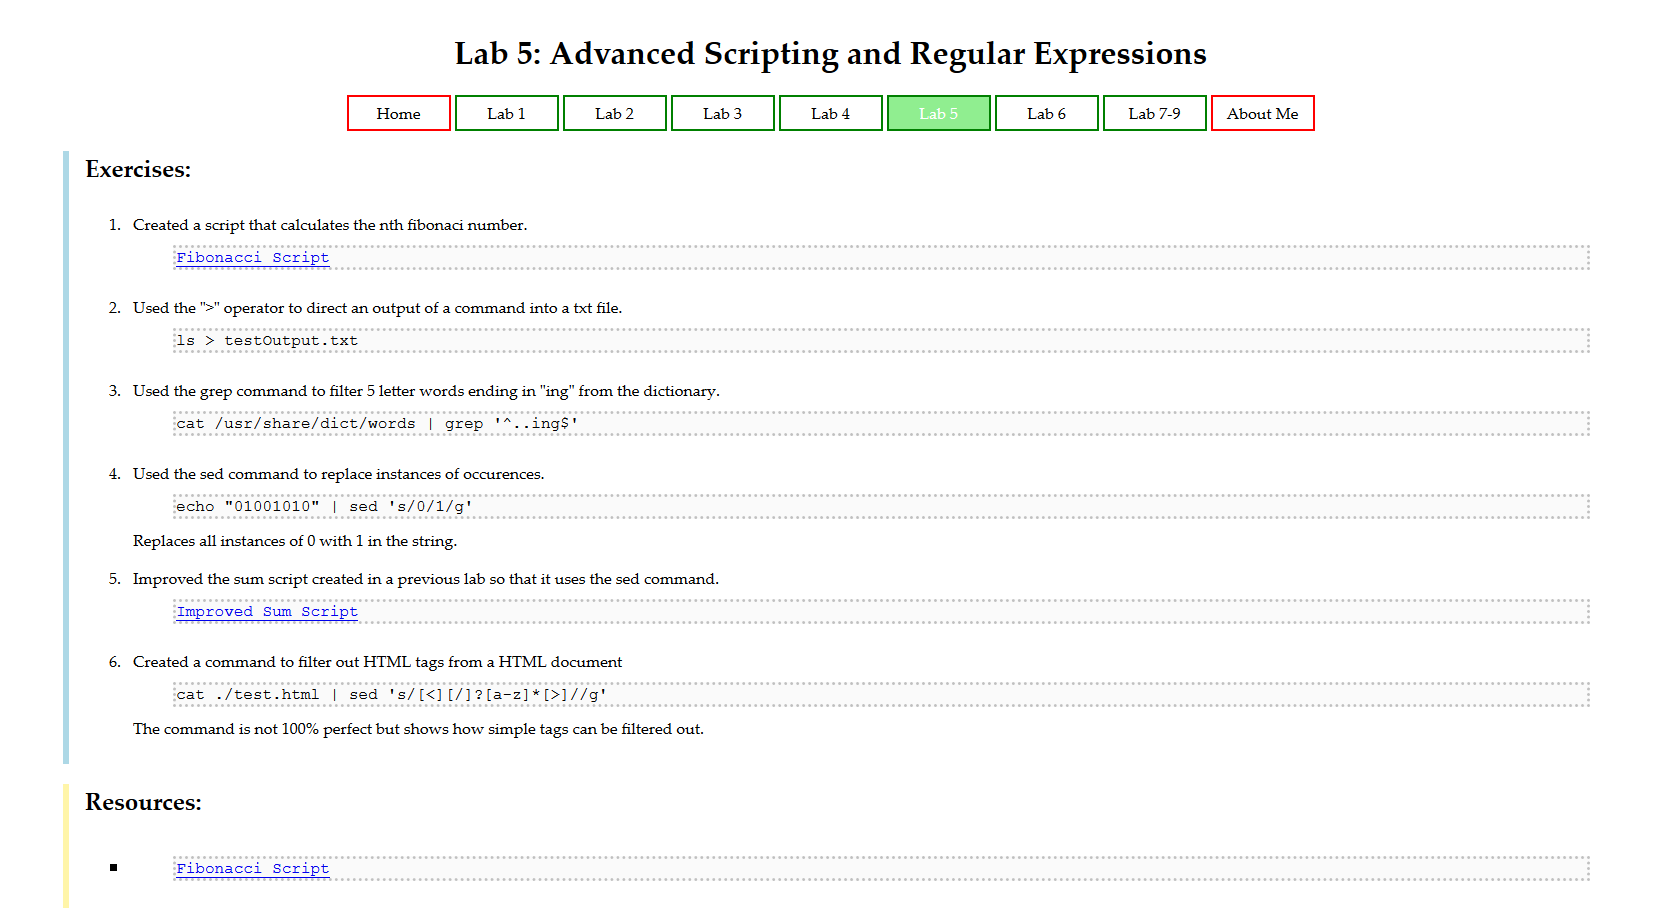 Lab 5: Advanced Scripting and Regular Expressions
Home Lab 1 Lab 2 Lab 3 Lab 4 Lab 5 Lab 6 Lab 7-9 About Me
Exercises:
1. Created a script that calculates the nth fibonaci number.
Fibonacci Script
2. Used the ">" operator to direct an output of a command into a txt file.
ls > testOutput.txt
3. Used the grep command to filter 5 letter words ending in "ing" from the dictionary.
cat /usr/share/dict/words | grep '^..ing$'
4. Used the sed command to replace instances of occurences.
echo "01001010" | sed 's/0/1/g'
Replaces all instances of 0 with 1 in the string.
5. Improved the sum script created in a previous lab so that it uses the sed command.
Improved Sum Script
6. Created a command to filter out HTML tags from a HTML document
cat ./test.html | sed 's/[<][/]?[a-z]*[>]//g'
The command is not 100% perfect but shows how simple tags can be filtered out.
Resources:
Fibonacci Script